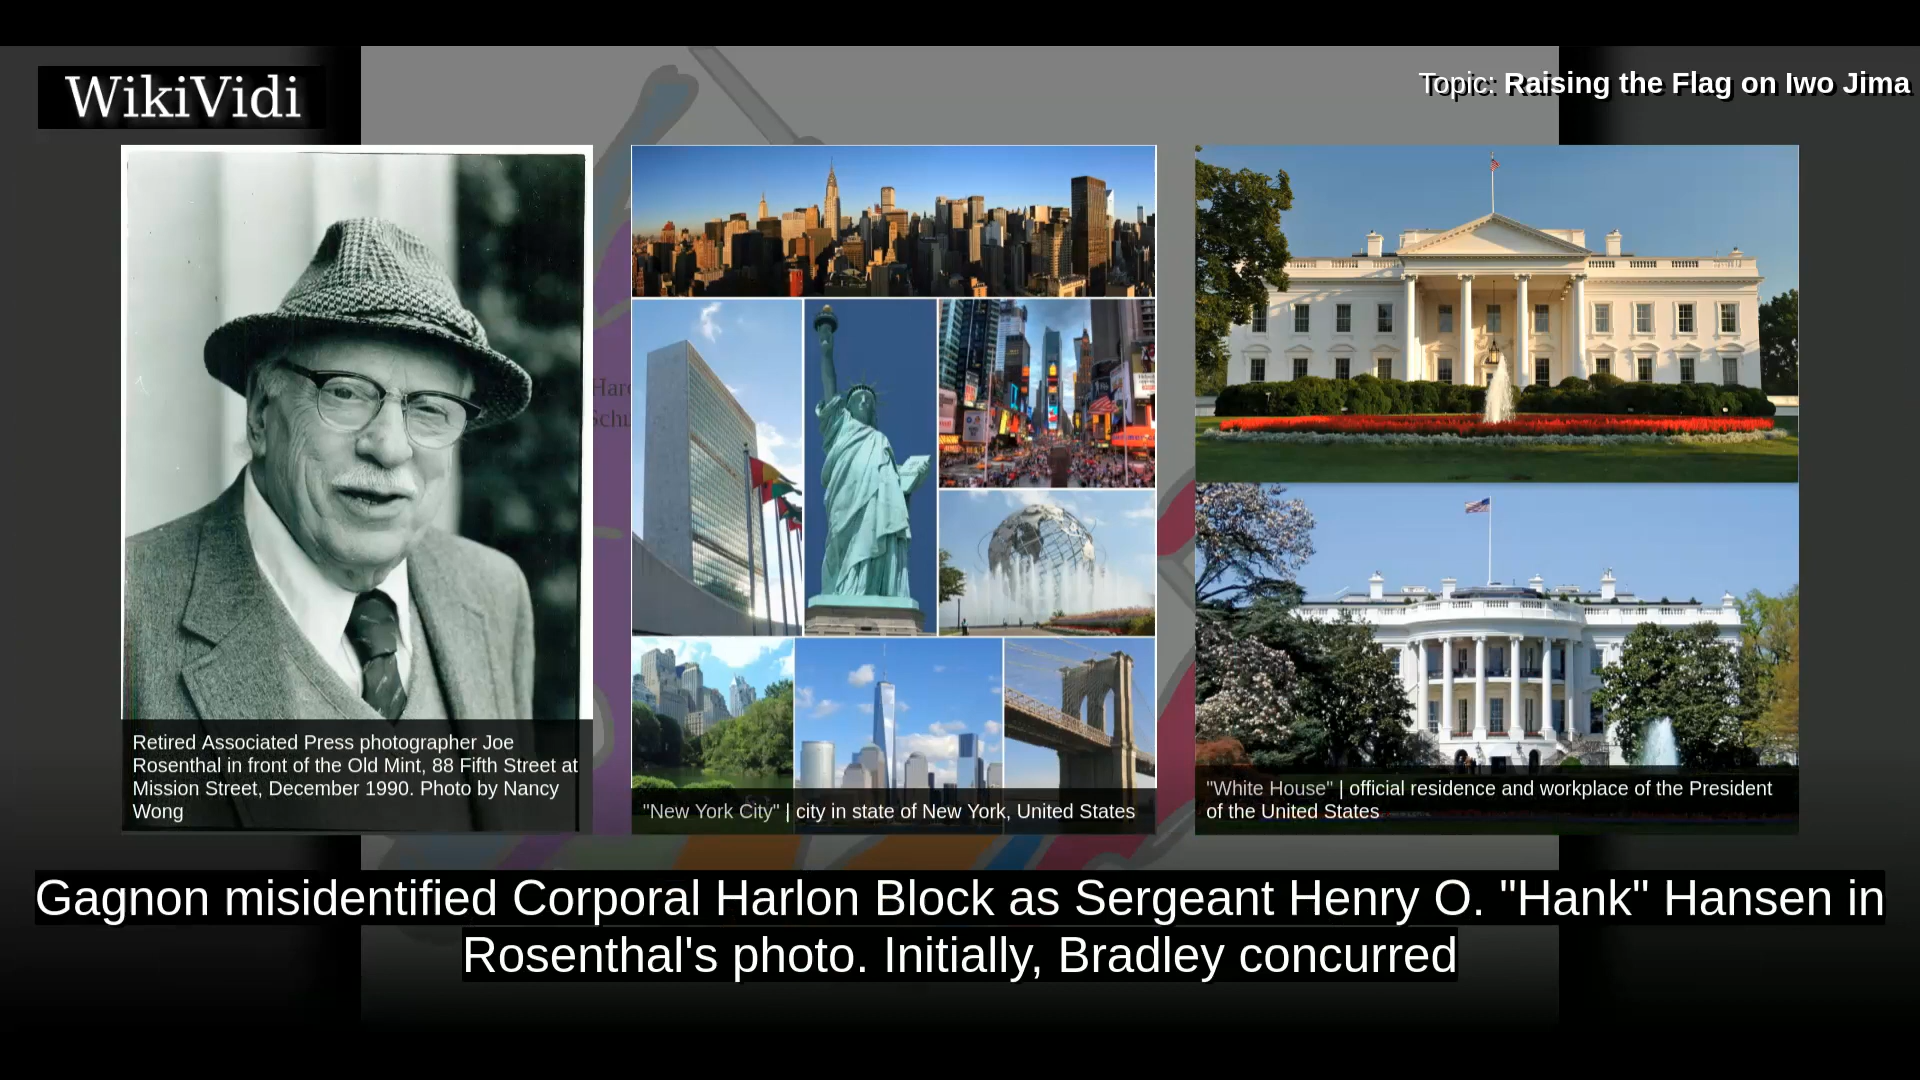 WikiVidi
Topic: Raising the Flag on Iwo Jima
Retired Associated Press photographer Joe
Rosenthal in front of the Old Mint, 88 Fifth Street at
Mission Street, December 1990. Photo by Nancy
Wong
"New York City" | city in state of New York, United States
"White House" | official residence and workplace of the President
of the United States
Gagnon misidentified Corporal Harlon Block as Sergeant Henry O. "Hank" Hansen in
Rosenthal's photo. Initially, Bradley concurred